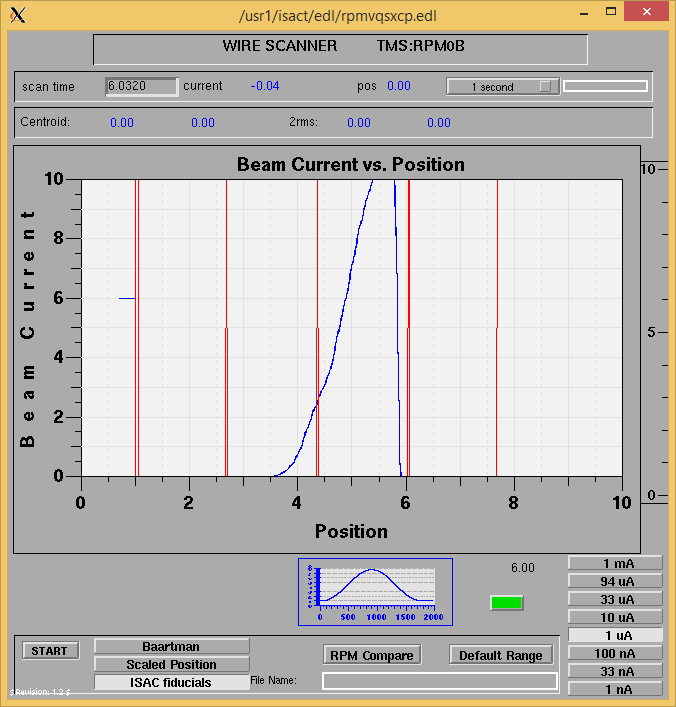 /usr1/isact/edl/rpmvqsxcp.edl
WIRE SCANNER TMS:RPM0B
scan time 6.0320 current -0.04 pos 0.00 1 second
Centroid: 0.00 0.00 2rms: 0.00 0.00
Beam Current vs. Position
10
8
6
4
2
0
Beam Current
0 2 4 6 8 10
Position
10
5
0
8
0 500 1000 1500 2000
6.00
1 mA
94 uA
33 uA
10 uA
1 uA
100 nA
33 nA
1 nA
START
Baartman
Scaled Position
ISAC fiducials
RPM Compare
Default Range
File Name:
$Revision: 1.2 $